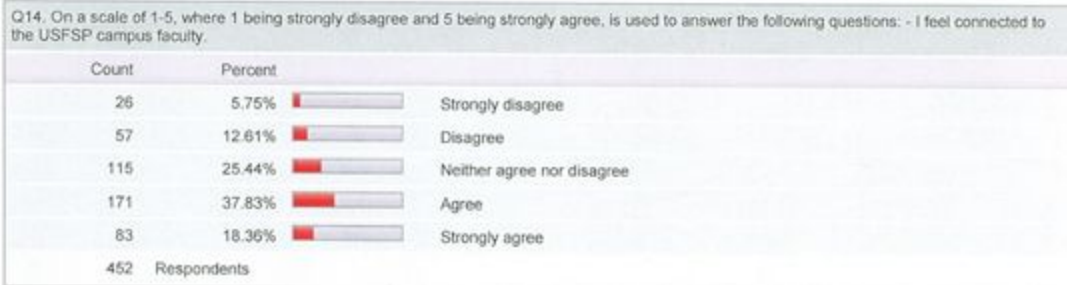 Q14. On a scale of 1-5, where 1 being strongly disagree and 5 being strongly agree, is used to answer the following questions: - I feel connected to
the USFSP campus faculty.
Count Percent
26 5.75% Strongly disagree
57 12.61% Disagree
115 25.44% Neither agree nor disagree
171 37.83% Agree
83 18.36% Strongly agree
452 Respondents